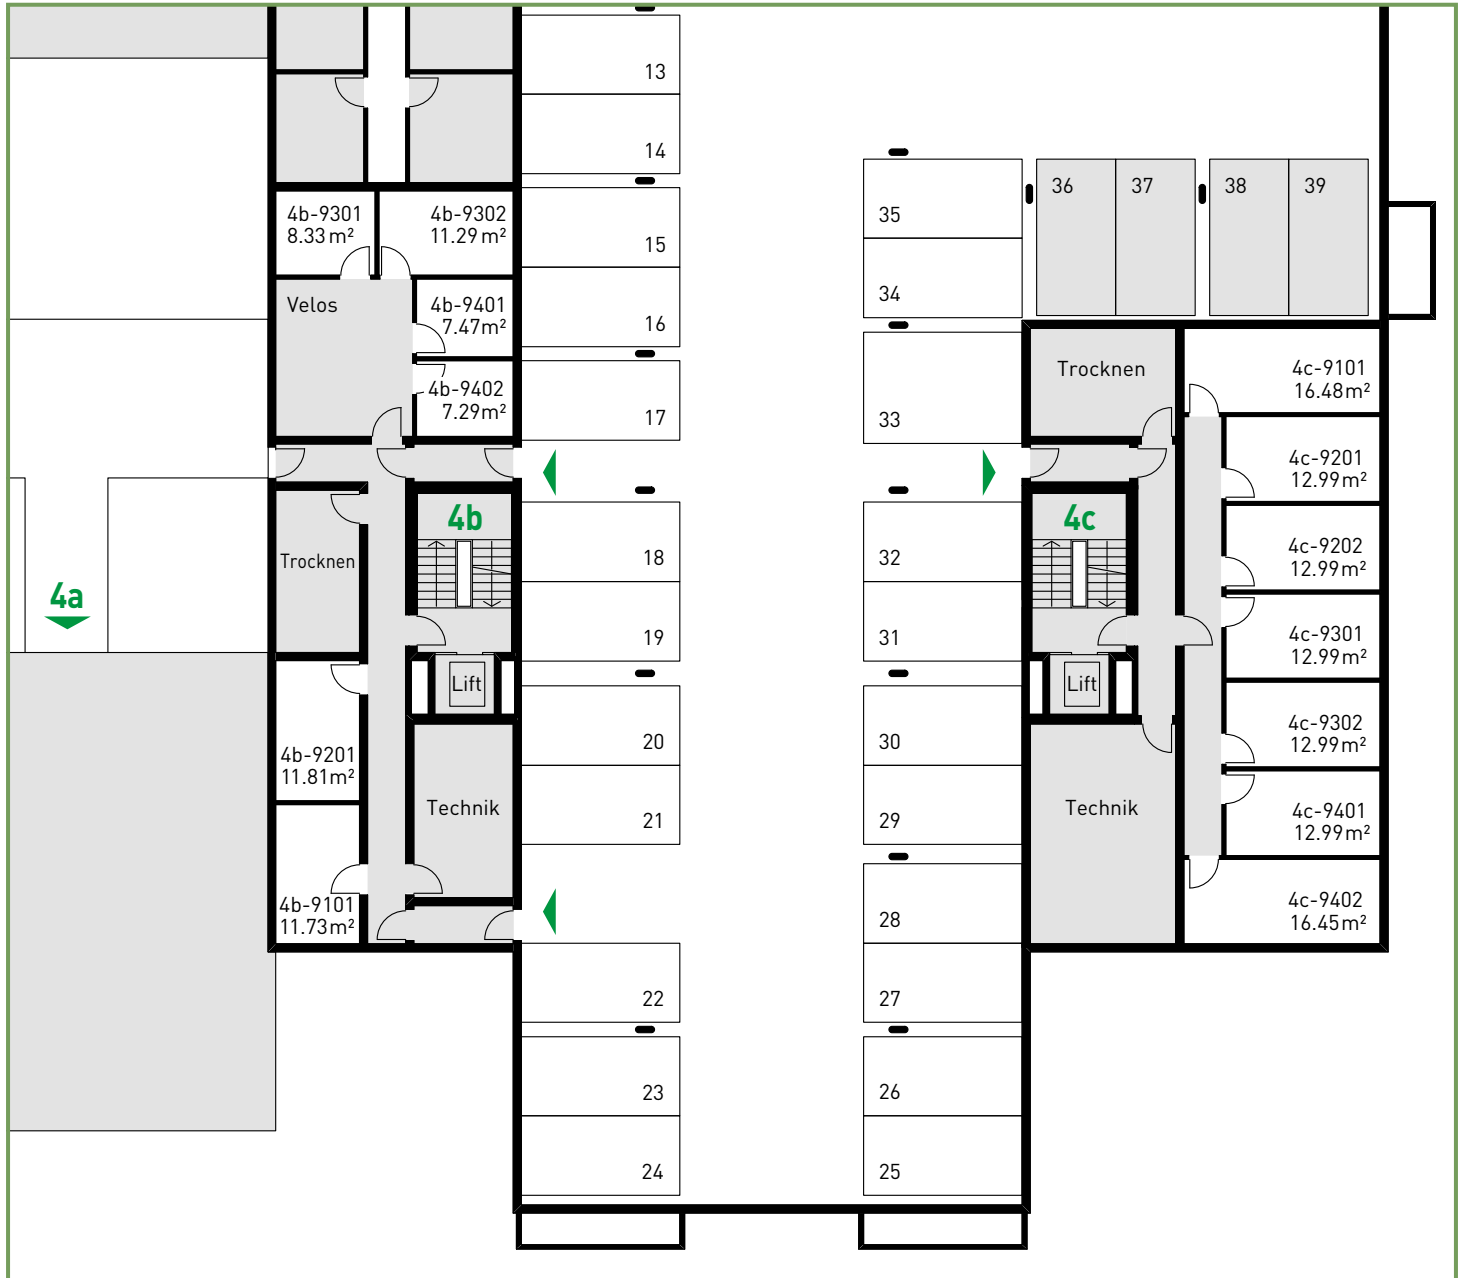 13
14
15
16
17
18
19
20
21
22
23
24
35
34
33
32
31
30
29
28
27
26
25
36
37
38
39
4b-9301
8.33 m²
4b-9302
11.29 m²
Velos
4b-9401
7.47 m²
4b-9402
7.29 m²
4b
Trocknen
4a
Lift
4b-9201
11.81 m²
Technik
4b-9101
11.73 m²
Trocknen
4c-9101
16.48 m²
4c-9201
12.99 m²
4c
4c-9202
12.99 m²
4c-9301
12.99 m²
Lift
4c-9302
12.99 m²
Technik
4c-9401
12.99 m²
4c-9402
16.45 m²